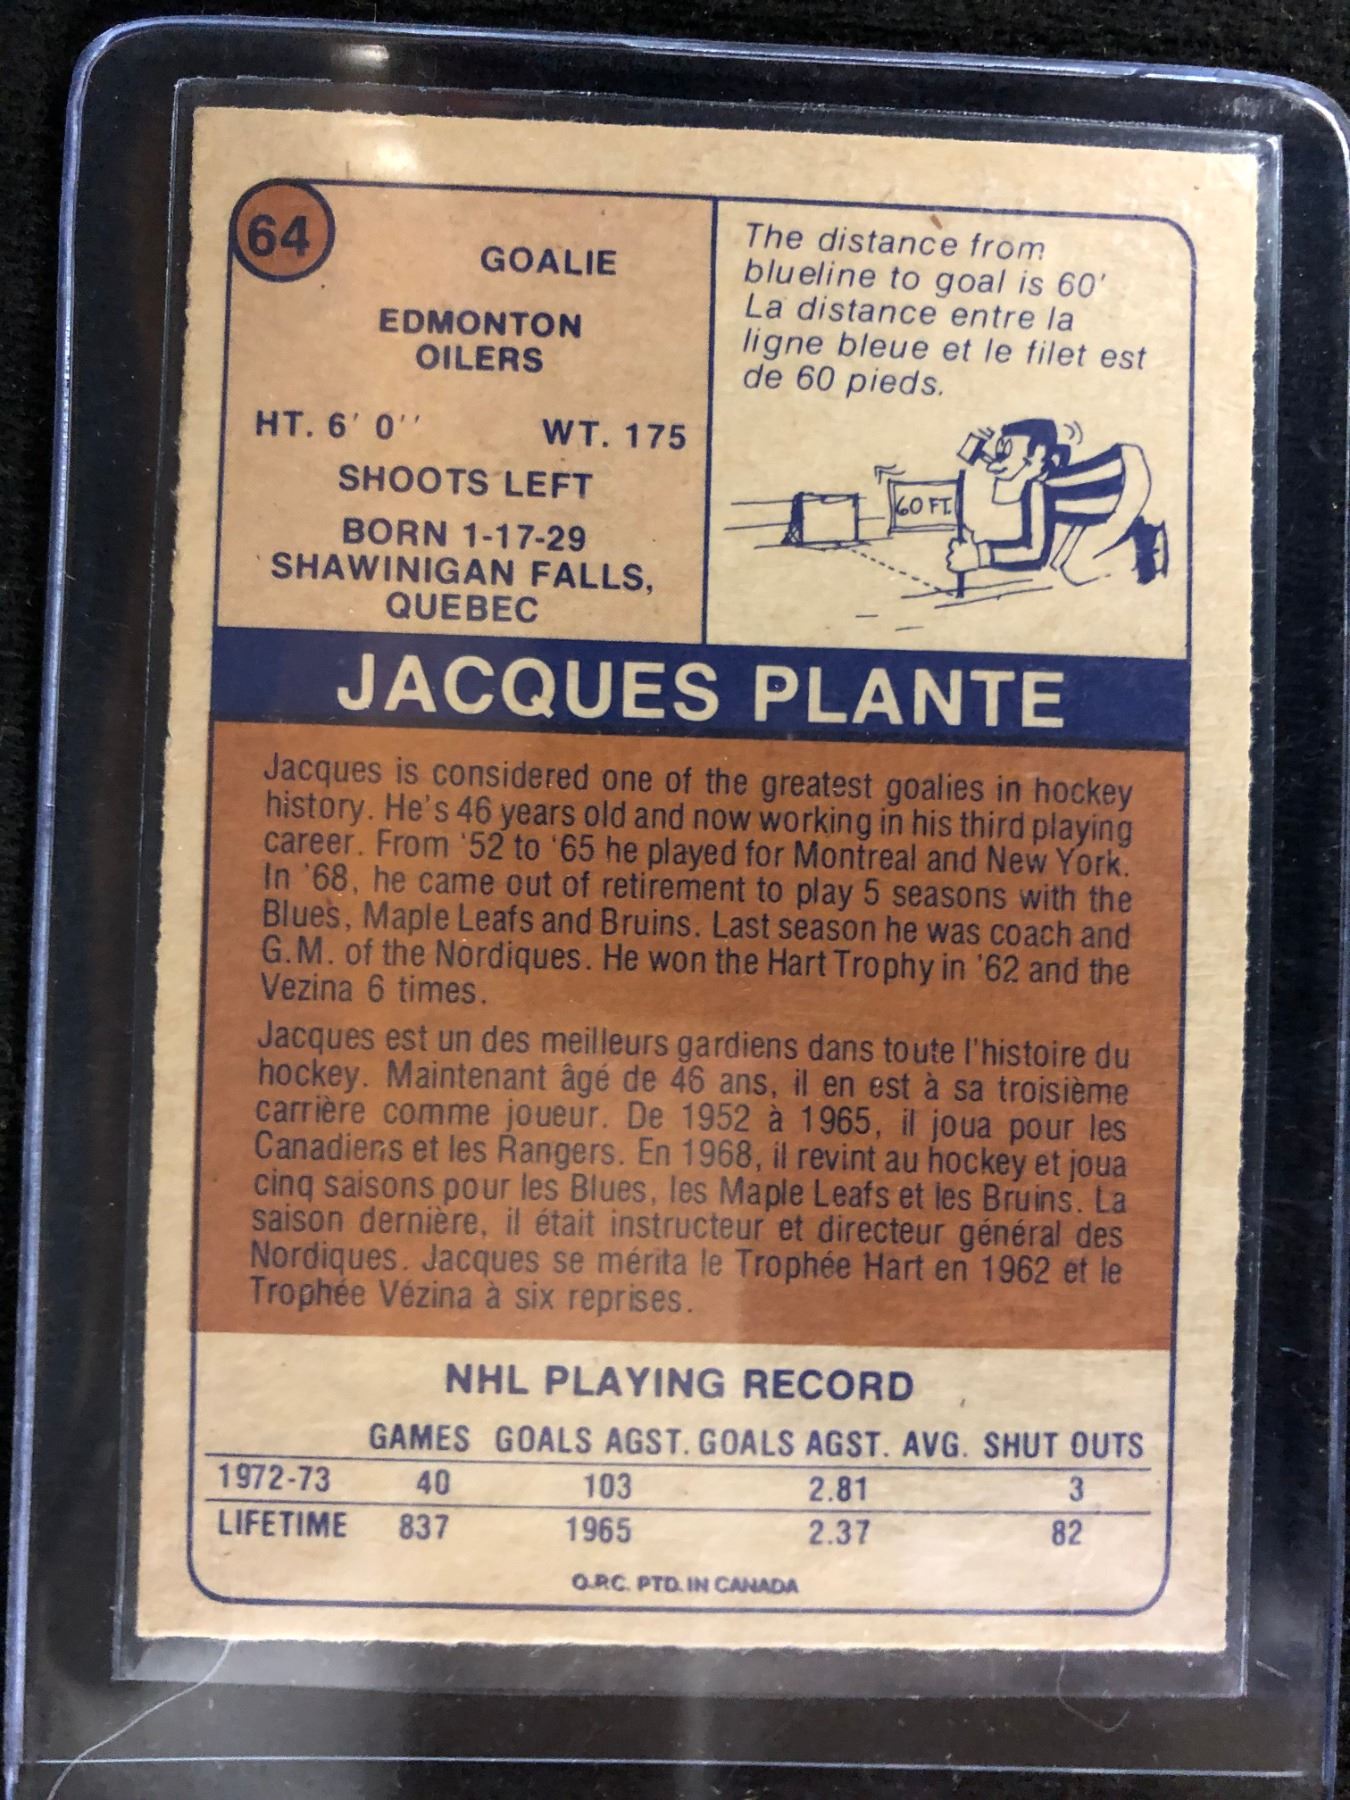 64
GOALIE
EDMONTON
OILERS
HT. 6' 0'' WT. 175
SHOOTS LEFT
BORN 1-17-29
SHAWINIGAN FALLS,
QUEBEC
The distance from
blueline to goal is 60'
La distance entre la
ligne bleue et le filet est
de 60 pieds.
60 FT.
JACQUES PLANTE
Jacques is considered one of the greatest goalies in hockey
history. He's 46 years old and now working in his third playing
career. From '52 to '65 he played for Montreal and New York.
In '68, he came out of retirement to play 5 seasons with the
Blues, Maple Leafs and Bruins. Last season he was coach and
G.M. of the Nordiques. He won the Hart Trophy in '62 and the
Vezina 6 times.
Jacques est un des meilleurs gardiens dans toute l'histoire du
hockey. Maintenant âgé de 46 ans, il en est à sa troisième
carrière comme joueur. De 1952 à 1965, il joua pour les
Canadiens et les Rangers. En 1968, il revint au hockey et joua
cinq saisons pour les Blues, les Maple Leafs et les Bruins. La
saison dernière, il était instructeur et directeur général des
Nordiques. Jacques se mérita le Trophée Hart en 1962 et le
Trophée Vézina à six reprises.
NHL PLAYING RECORD
GAMES GOALS AGST. GOALS AGST. AVG. SHUT OUTS
1972-73 40 103 2.81 3
LIFETIME 837 1965 2.37 82
O.P.C. PTD. IN CANADA